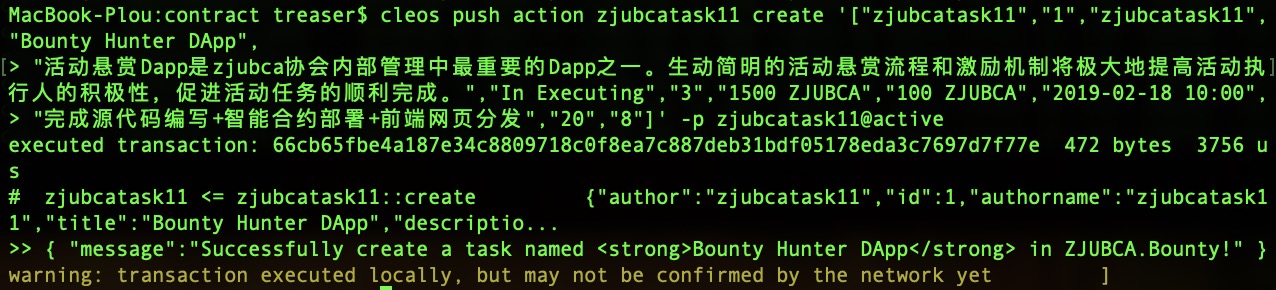 MacBook-Plou:contract treaser$ cleos push action zjubcatask11 create '["zjubcatask11","1","zjubcatask11",
"Bounty Hunter DApp",
[> "活动悬赏Dapp是zjubca协会内部管理中最重要的Dapp之一。生动简明的活动悬赏流程和激励机制将极大地提高活动执]
行人的积极性，促进活动任务的顺利完成。","In Executing","3","1500 ZJUBCA","100 ZJUBCA","2019-02-18 10:00",
> "完成源代码编写+智能合约部署+前端网页分发","20","8"]' -p zjubcatask11@active
executed transaction: 66cb65fbe4a187e34c8809718c0f8ea7c887deb31bdf05178eda3c7697d7f77e  472 bytes  3756 u
s
#  zjubcatask11 <= zjubcatask11::create         {"author":"zjubcatask11","id":1,"authorname":"zjubcatask1
1","title":"Bounty Hunter DApp","descriptio...
>> { "message":"Successfully create a task named <strong>Bounty Hunter DApp</strong> in ZJUBCA.Bounty!" }
warning: transaction executed locally, but may not be confirmed by the network yet         ]